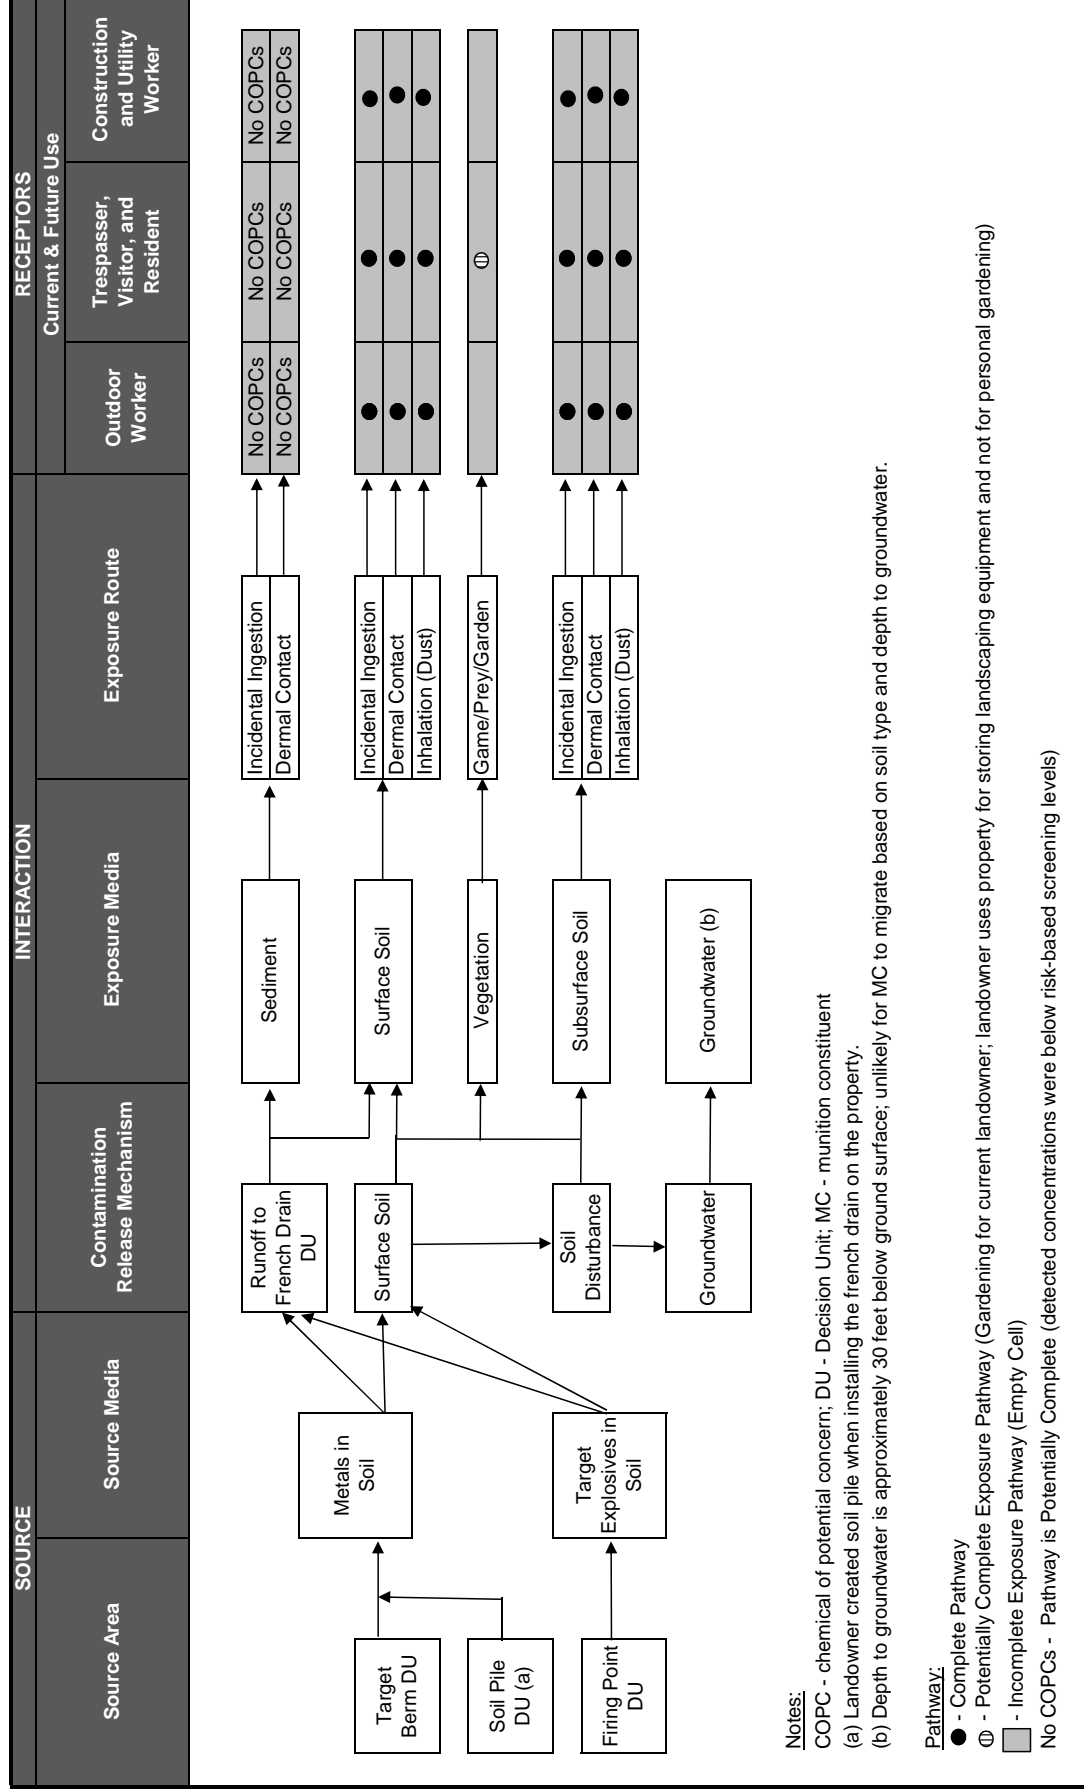 SOURCE
INTERACTION
RECEPTORS
Current & Future Use
Source Area
Source Media
Contamination
Release Mechanism
Exposure Media
Exposure Route
Outdoor
Worker
Trespasser,
Visitor, and
Resident
Construction
and Utility
Worker
Target
Berm DU
Soil Pile
DU (a)
Firing Point
DU
Metals in
Soil
Target
Explosives in
Soil
Runoff to
French Drain
DU
Surface Soil
Soil
Disturbance
Groundwater
Sediment
Surface Soil
Vegetation
Subsurface Soil
Groundwater (b)
Incidental Ingestion
No COPCs
No COPCs
No COPCs
Dermal Contact
No COPCs
No COPCs
No COPCs
Incidental Ingestion
Dermal Contact
Inhalation (Dust)
Game/Prey/Garden
Incidental Ingestion
Dermal Contact
Inhalation (Dust)
Notes:
COPC - chemical of potential concern; DU - Decision Unit; MC - munition constituent
(a) Landowner created soil pile when installing the french drain on the property.
(b) Depth to groundwater is approximately 30 feet below ground surface; unlikely for MC to migrate based on soil type and depth to groundwater.
Pathway:
- Complete Pathway
- Potentially Complete Exposure Pathway (Gardening for current landowner; landowner uses property for storing landscaping equipment and not for personal gardening)
- Incomplete Exposure Pathway (Empty Cell)
No COPCs - Pathway is Potentially Complete (detected concentrations were below risk-based screening levels)